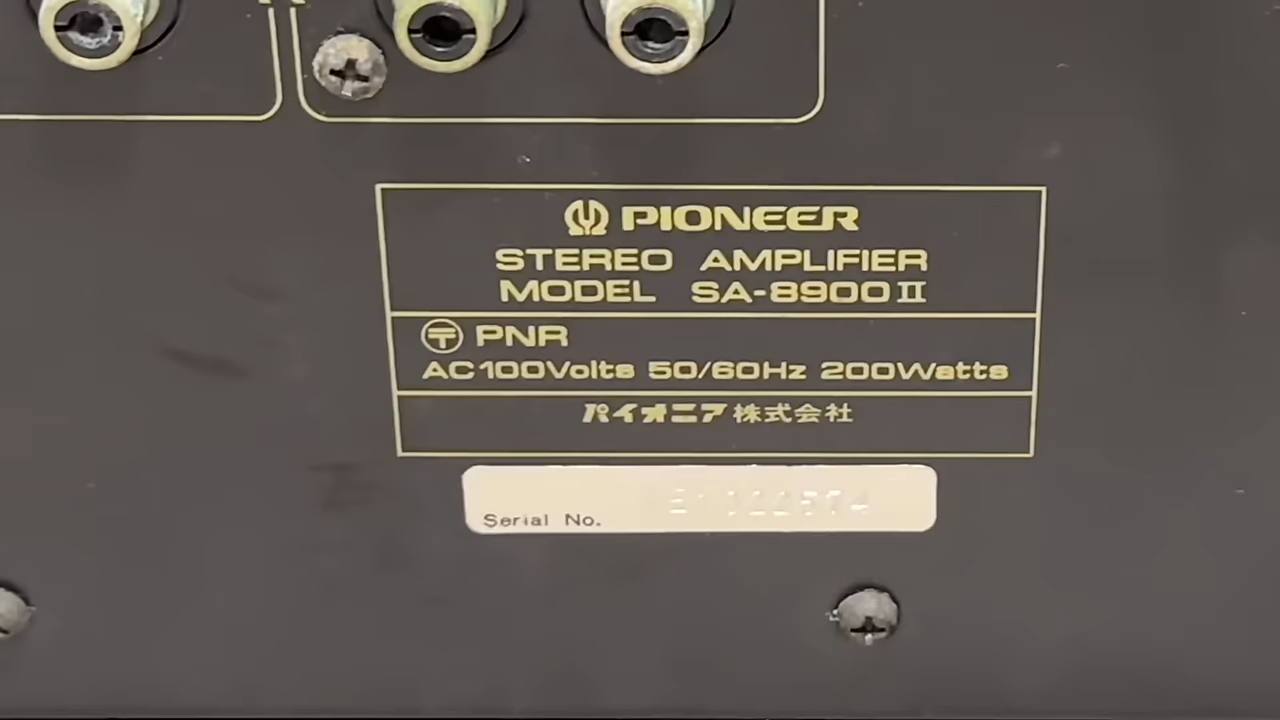 PIONEER
STEREO AMPLIFIER
MODEL SA-8900II
〒 PNR
AC100Volts 50/60Hz 200Watts
パイオニア株式会社
Serial No.